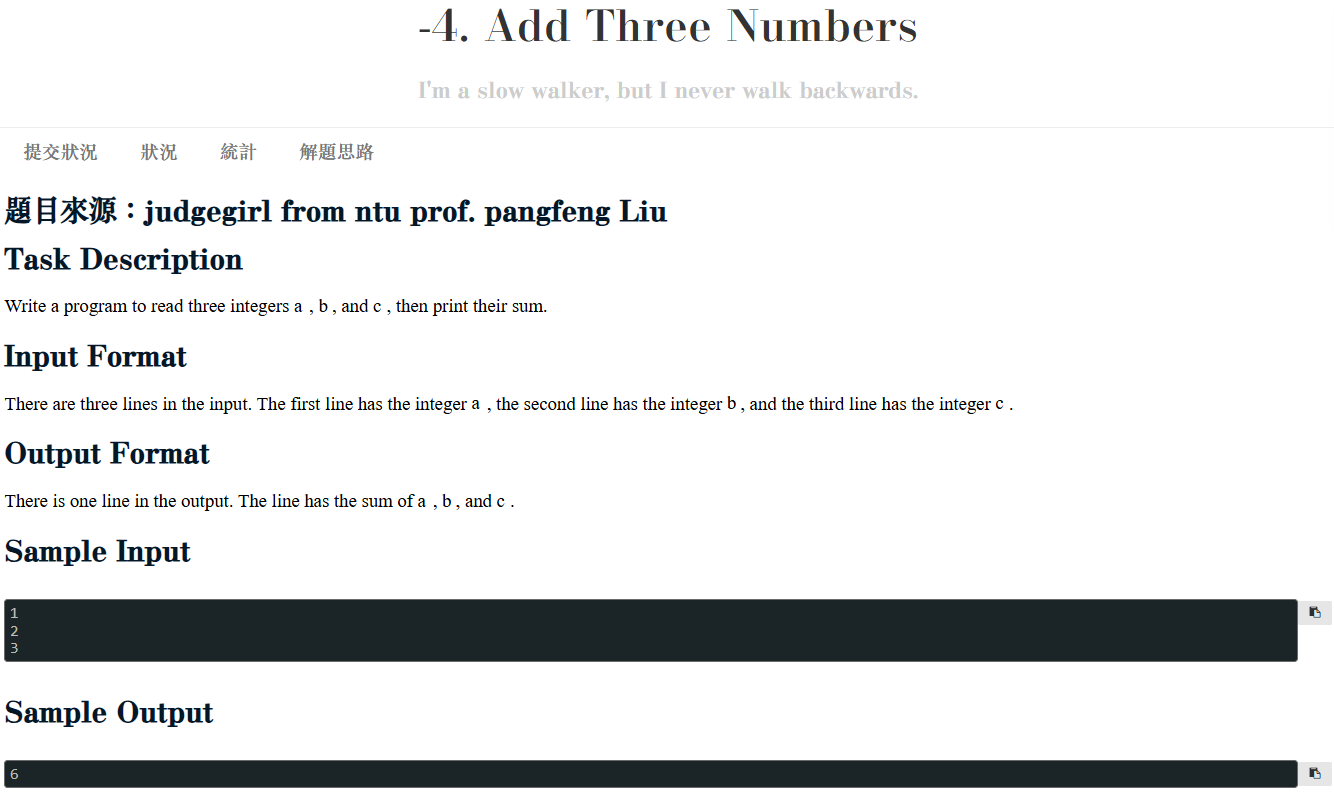 -4. Add Three Numbers
I'm a slow walker, but I never walk backwards.
提交狀況 狀況 統計 解題思路
題目來源：judgegirl from ntu prof. pangfeng Liu
Task Description
Write a program to read three integers a , b , and c , then print their sum.
Input Format
There are three lines in the input. The first line has the integer a , the second line has the integer b , and the third line has the integer c .
Output Format
There is one line in the output. The line has the sum of a , b , and c .
Sample Input
1
2
3
Sample Output
6